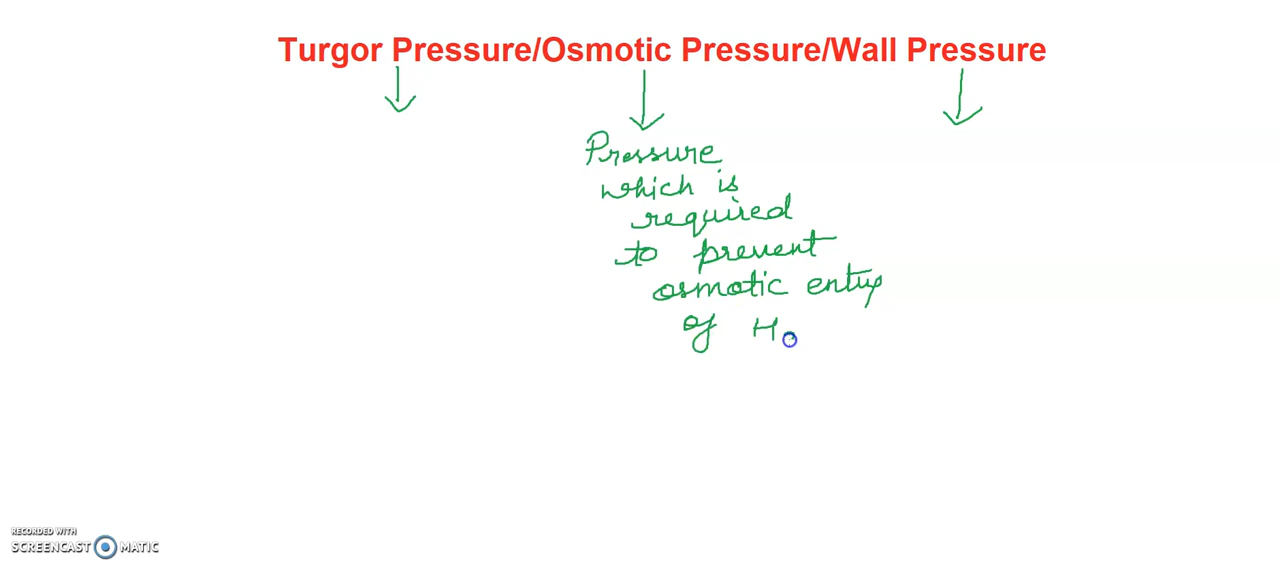 Turgor Pressure/Osmotic Pressure/Wall Pressure
Pressure
which is
required
to prevent
osmotic entry
of H
RECORDED WITH
SCREENCAST MATIC